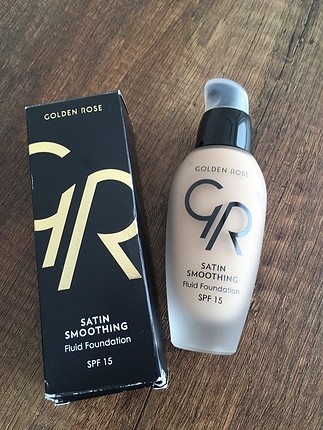 GOLDEN ROSE
GR
SATIN
SMOOTHING
Fluid Foundation
SPF 15
GOLDEN ROSE
GR
SATIN
SMOOTHING
Fluid Foundation
SPF 15